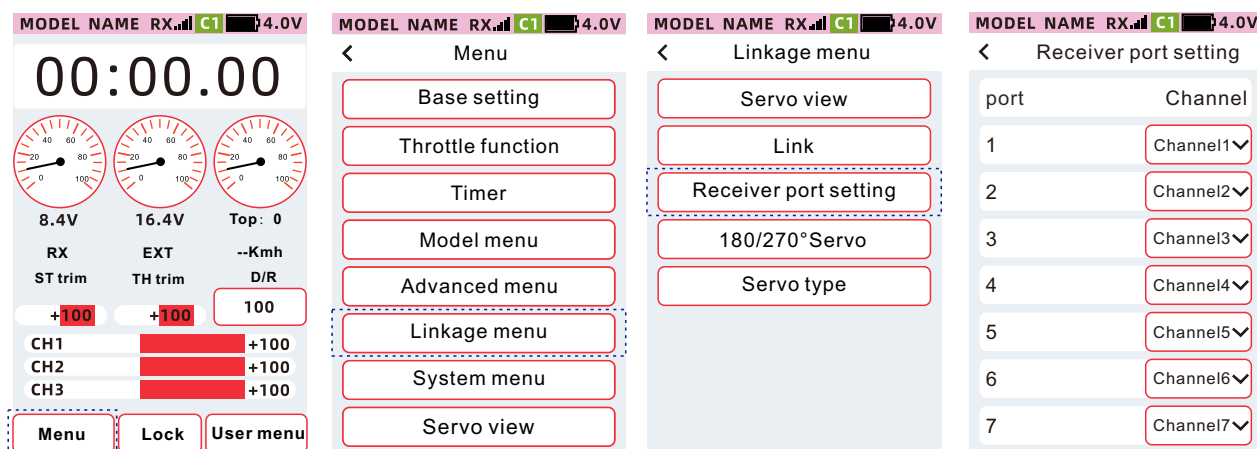 MODEL NAME RX C1 4.0V
00:00.00
0 20 40 60 80 100
0 20 40 60 80 100
0 20 40 60 80 100
8.4V 16.4V Top: 0
RX EXT --Kmh
ST trim TH trim D/R
+100 +100 100
CH1 +100
CH2 +100
CH3 +100
Menu Lock User menu
MODEL NAME RX C1 4.0V
Menu
Base setting
Throttle function
Timer
Model menu
Advanced menu
Linkage menu
System menu
Servo view
MODEL NAME RX C1 4.0V
Linkage menu
Servo view
Link
Receiver port setting
180/270°Servo
Servo type
MODEL NAME RX C1 4.0V
Receiver port setting
port Channel
1 Channel1
2 Channel2
3 Channel3
4 Channel4
5 Channel5
6 Channel6
7 Channel7